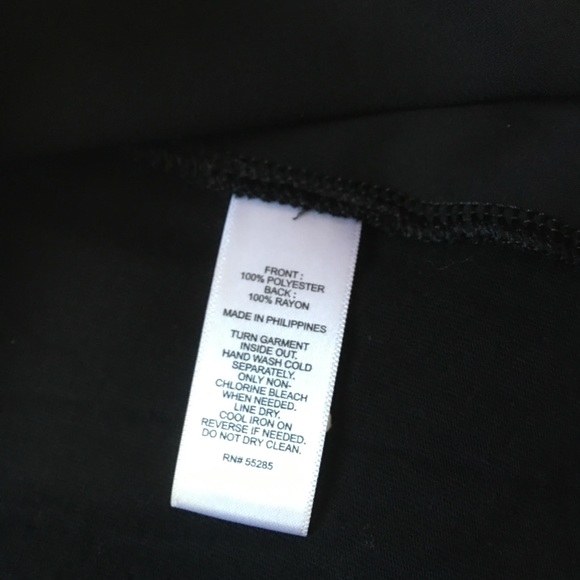 FRONT :
100% POLYESTER
BACK :
100% RAYON
MADE IN PHILIPPINES
TURN GARMENT
INSIDE OUT.
HAND WASH COLD
SEPARATELY.
ONLY NON-
CHLORINE BLEACH
WHEN NEEDED.
LINE DRY.
COOL IRON ON
REVERSE IF NEEDED.
DO NOT DRY CLEAN.
RN# 55285